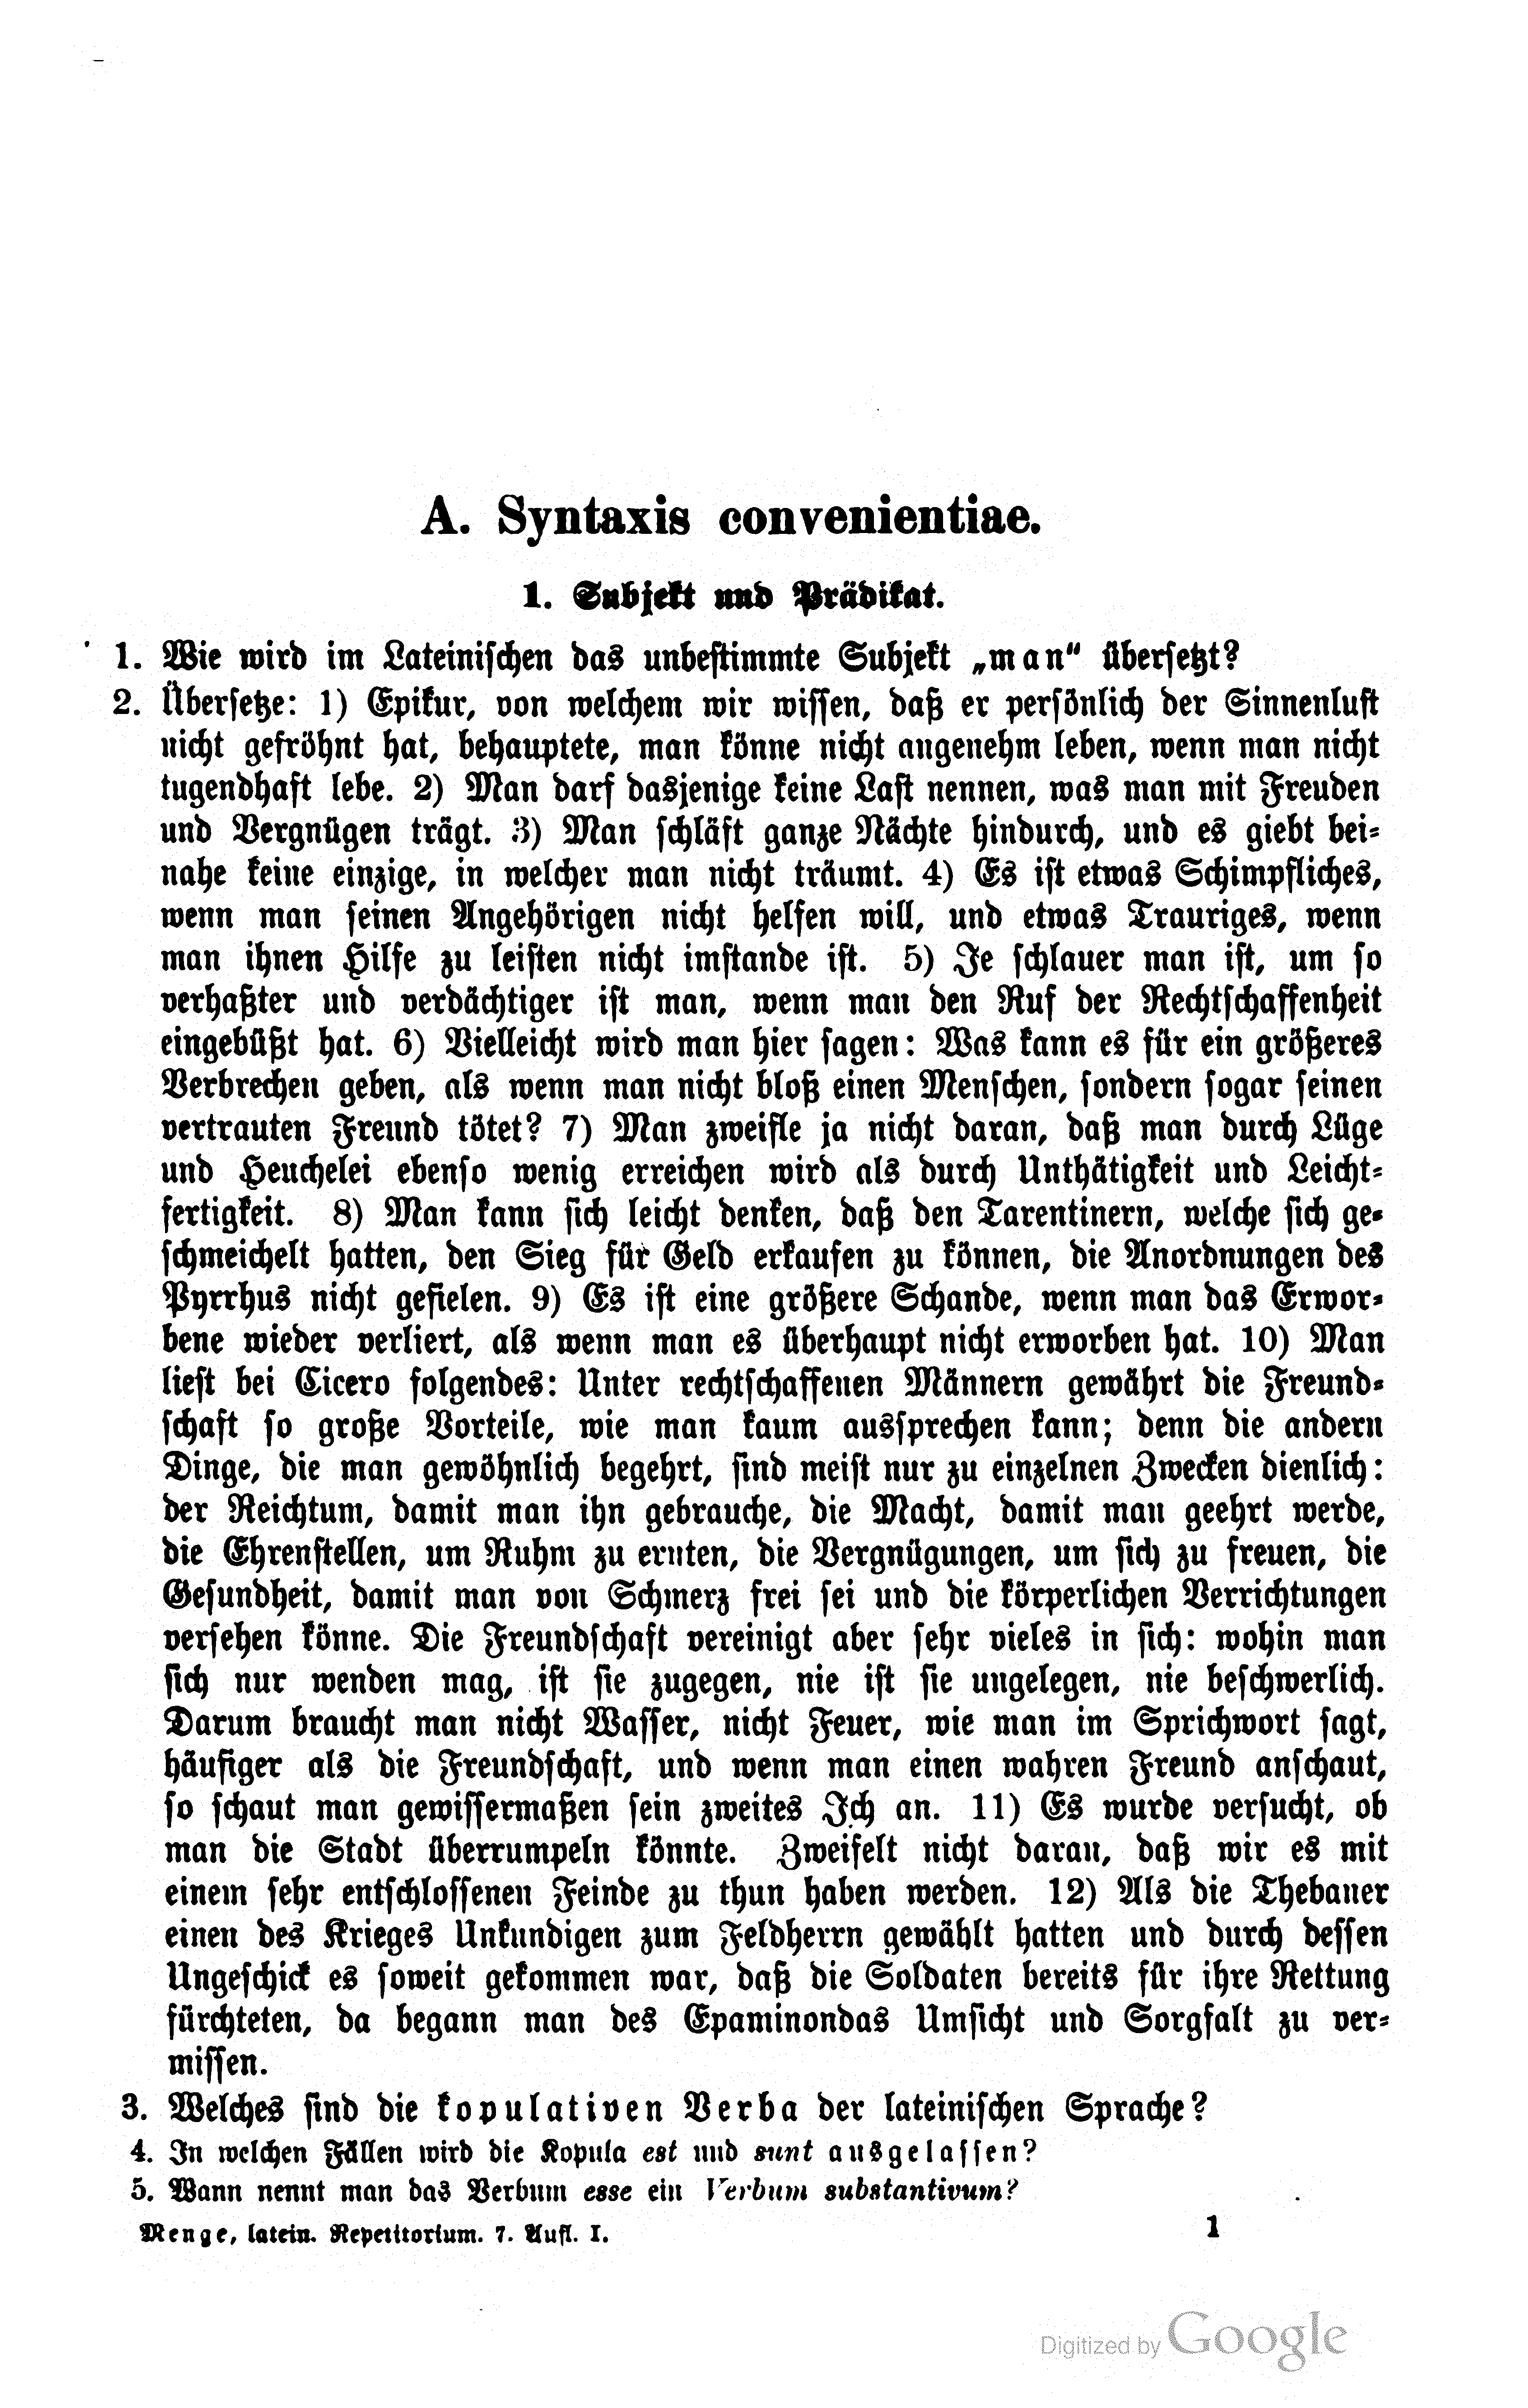 A. Syntaxis convenientiae.
1. Subjekt und Prädikat.
1. Wie wird im Lateinischen das unbestimmte Subjekt „man“ übersetzt?
2. Übersetze: 1) Epikur, von welchem wir wissen, daß er persönlich der Sinnenlust
nicht gefröhnt hat, behauptete, man könne nicht angenehm leben, wenn man nicht
tugendhaft lebe. 2) Man darf dasjenige keine Last nennen, was man mit Freuden
und Vergnügen trägt. 3) Man schläft ganze Nächte hindurch, und es giebt bei-
nahe keine einzige, in welcher man nicht träumt. 4) Es ist etwas Schimpfliches,
wenn man seinen Angehörigen nicht helfen will, und etwas Trauriges, wenn
man ihnen Hilfe zu leisten nicht imstande ist. 5) Je schlauer man ist, um so
verhaßter und verdächtiger ist man, wenn man den Ruf der Rechtschaffenheit
eingebüßt hat. 6) Vielleicht wird man hier sagen: Was kann es für ein größeres
Verbrechen geben, als wenn man nicht bloß einen Menschen, sondern sogar seinen
vertrauten Freund tötet? 7) Man zweifle ja nicht daran, daß man durch Lüge
und Heuchelei ebenso wenig erreichen wird als durch Unthätigkeit und Leicht-
fertigkeit. 8) Man kann sich leicht denken, daß den Tarentinern, welche sich ge-
schmeichelt hatten, den Sieg für Geld erkaufen zu können, die Anordnungen des
Pyrrhus nicht gefielen. 9) Es ist eine größere Schande, wenn man das Erwor-
bene wieder verliert, als wenn man es überhaupt nicht erworben hat. 10) Man
liest bei Cicero folgendes: Unter rechtschaffenen Männern gewährt die Freund-
schaft so große Vorteile, wie man kaum aussprechen kann; denn die andern
Dinge, die man gewöhnlich begehrt, sind meist nur zu einzelnen Zwecken dienlich:
der Reichtum, damit man ihn gebrauche, die Macht, damit man geehrt werde,
die Ehrenstellen, um Ruhm zu ernten, die Vergnügungen, um sich zu freuen, die
Gesundheit, damit man von Schmerz frei sei und die körperlichen Verrichtungen
versehen könne. Die Freundschaft vereinigt aber sehr vieles in sich: wohin man
sich nur wenden mag, ist sie zugegen, nie ist sie ungelegen, nie beschwerlich.
Darum braucht man nicht Wasser, nicht Feuer, wie man im Sprichwort sagt,
häufiger als die Freundschaft, und wenn man einen wahren Freund anschaut,
so schaut man gewissermaßen sein zweites Ich an. 11) Es wurde versucht, ob
man die Stadt überrumpeln könnte. Zweifelt nicht daran, daß wir es mit
einem sehr entschlossenen Feinde zu thun haben werden. 12) Als die Thebaner
einen des Krieges Unkundigen zum Feldherrn gewählt hatten und durch dessen
Ungeschick es soweit gekommen war, daß die Soldaten bereits für ihre Rettung
fürchteten, da begann man des Epaminondas Umsicht und Sorgfalt zu ver-
missen.
3. Welches sind die kopulativen Verba der lateinischen Sprache?
4. In welchen Fällen wird die Kopula est und sunt ausgelassen?
5. Wann nennt man das Verbum esse ein Verbum substantivum?
Menge, latein. Repetitorium. 7. Aufl. I. 1
Digitized by Google